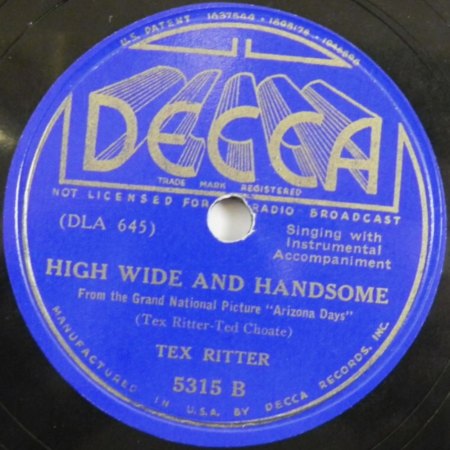 U.S. PATENT 1637544
DECCA
TRADE MARK REGISTERED
NOT LICENSED FOR RADIO BROADCAST
(DLA 645)
Singing with
Instrumental
Accompaniment
HIGH WIDE AND HANDSOME
From the Grand National Picture "Arizona Days"
(Tex Ritter-Ted Choate)
TEX RITTER
5315 B
MANUFACTURED IN U.S.A. BY DECCA RECORDS, INC.